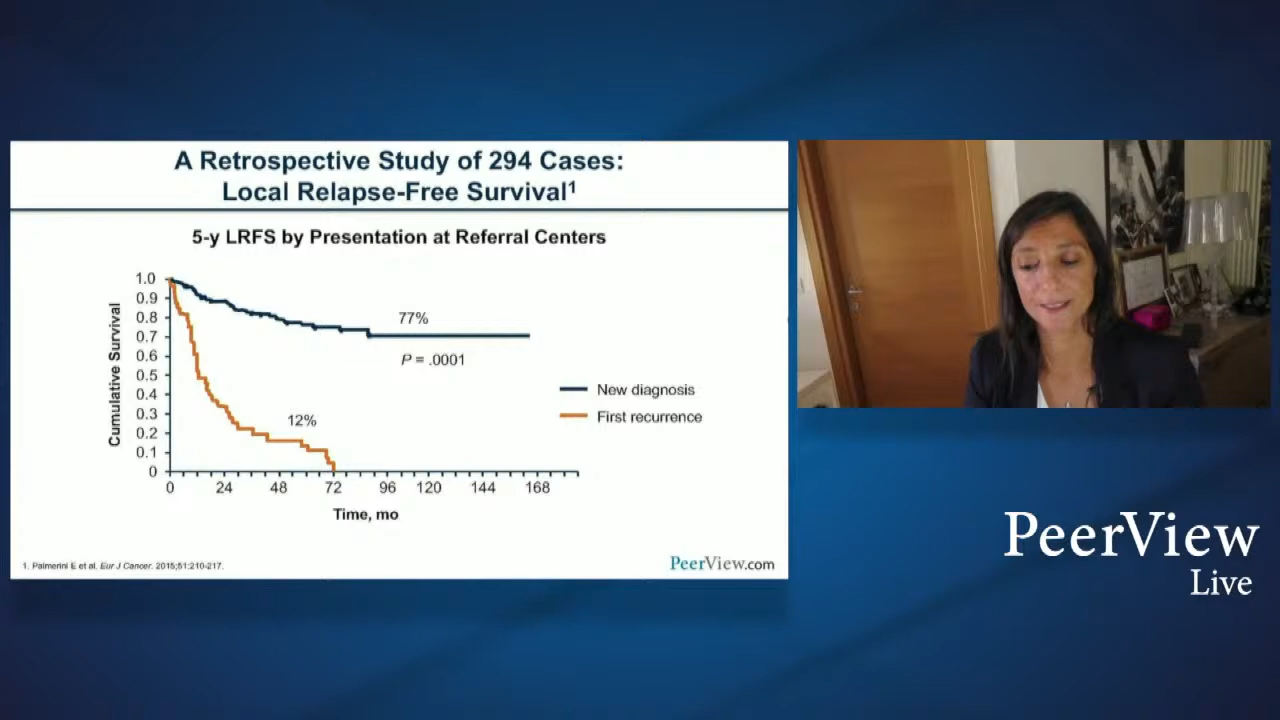 A Retrospective Study of 294 Cases:
Local Relapse-Free Survival¹
5-y LRFS by Presentation at Referral Centers
Cumulative Survival
1.0
0.9
0.8
0.7
0.6
0.5
0.4
0.3
0.2
0.1
0
77%
P = .0001
12%
New diagnosis
First recurrence
0 24 48 72 96 120 144 168
Time, mo
1. Palmerini E et al. Eur J Cancer. 2015;51:210-217.
PeerView.com
PeerView
Live